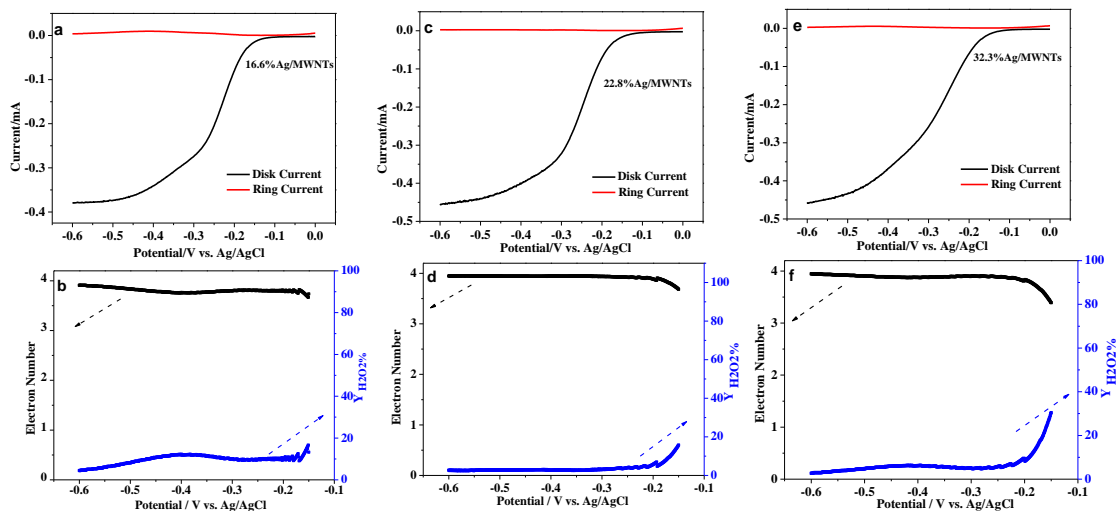 a
16.6%Ag/MWNTs
Current/mA
0.0
-0.1
-0.2
-0.3
-0.4
Disk Current
Ring Current
-0.6 -0.5 -0.4 -0.3 -0.2 -0.1 0.0
Potential/V vs. Ag/AgCl
c
22.8%Ag/MWNTs
Current/mA
0.0
-0.1
-0.2
-0.3
-0.4
-0.5
Disk Current
Ring Current
-0.6 -0.5 -0.4 -0.3 -0.2 -0.1 0.0
Potential/V vs. Ag/AgCl
e
32.3%Ag/MWNTs
Current/mA
0.0
-0.1
-0.2
-0.3
-0.4
-0.5
Disk Current
Ring Current
-0.6 -0.5 -0.4 -0.3 -0.2 -0.1 0.0
Potential/V vs. Ag/AgCl
b
Electron Number
4
3
2
1
0
100
80
60
40
20
0
Y H2O2%
-0.6 -0.5 -0.4 -0.3 -0.2 -0.1
Potential / V vs. Ag/AgCl
d
Electron Number
4
3
2
1
0
100
80
60
40
20
0
Y H2O2%
-0.6 -0.5 -0.4 -0.3 -0.2 -0.1
Potential / V vs. Ag/AgCl
f
Electron Number
4
3
2
1
0
100
80
60
40
20
0
Y H2O2%
-0.6 -0.5 -0.4 -0.3 -0.2 -0.1
Potential / V vs. Ag/AgCl